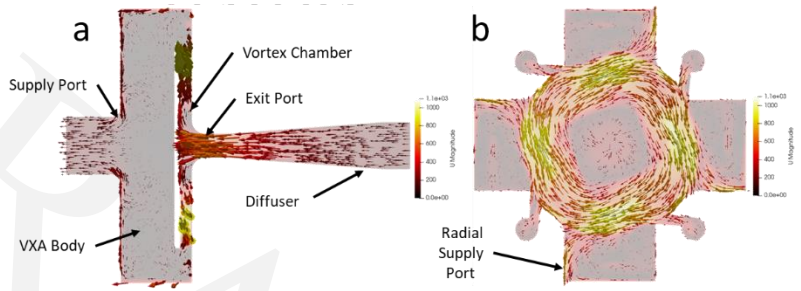 a
Supply Port
VXA Body
Vortex Chamber
Exit Port
Diffuser
1.1e+03
1000
800
600
400
200
0.0e+00
U Magnitude
b
Radial
Supply
Port
1.1e+03
1000
800
600
400
200
0.0e+00
U Magnitude